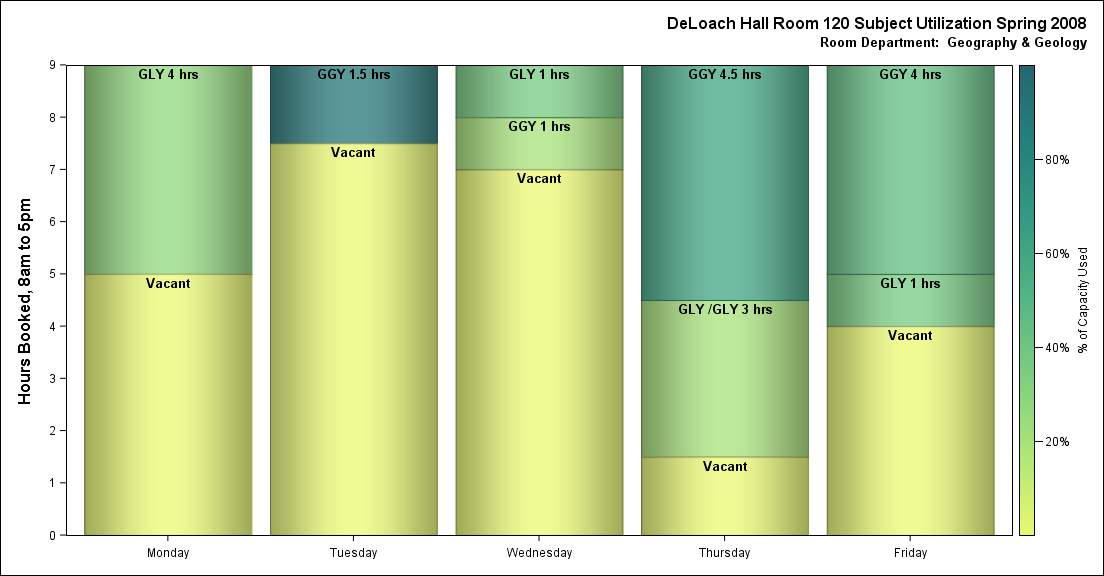 DeLoach Hall Room 120 Subject Utilization Spring 2008
Room Department: Geography & Geology
Hours Booked, 8am to 5pm
9
8
7
6
5
4
3
2
1
0
GLY 4 hrs
Vacant
GGY 1.5 hrs
Vacant
GLY 1 hrs
GGY 1 hrs
Vacant
GGY 4.5 hrs
GLY /GLY 3 hrs
Vacant
GGY 4 hrs
GLY 1 hrs
Vacant
Monday
Tuesday
Wednesday
Thursday
Friday
80%
60%
40%
20%
% of Capacity Used